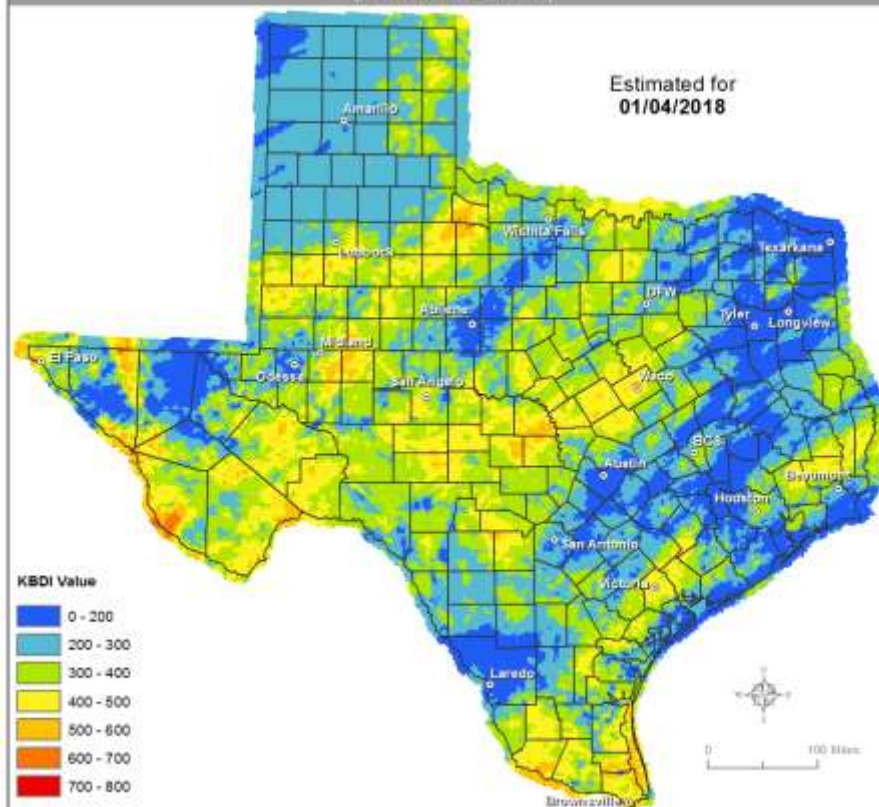 Estimated for
01/04/2018
Amarillo
Wichita Falls
Texarkana
Lubbock
DFW
Abilene
Tyler
Longview
El Paso
Midland
Odessa
San Angelo
Waco
BCS
Austin
Beaumont
Houston
San Antonio
Victoria
KBDI Value
0 - 200
200 - 300
300 - 400
400 - 500
500 - 600
600 - 700
700 - 800
Laredo
0 100 Miles
Brownsville